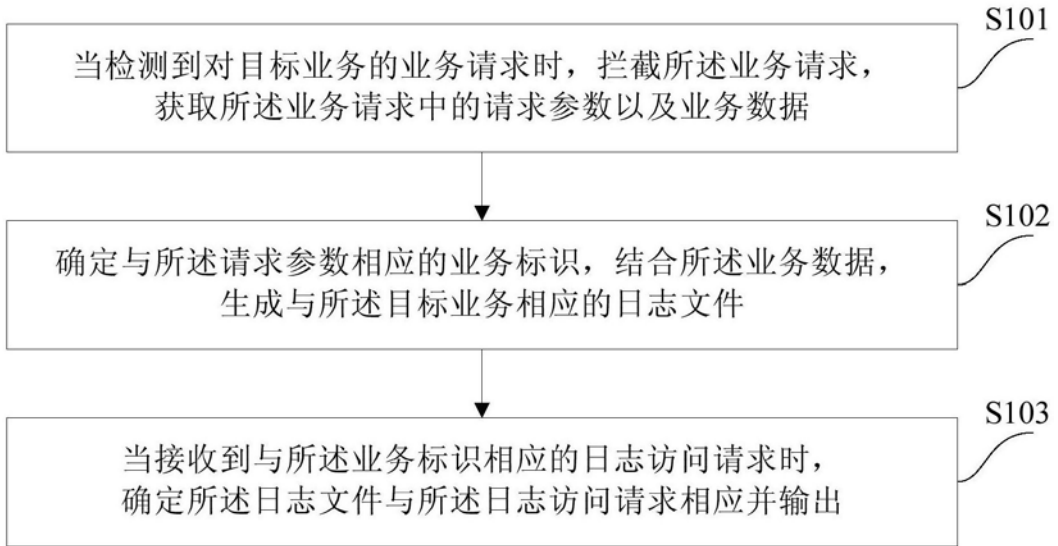 S101
当检测到对目标业务的业务请求时，拦截所述业务请求，
获取所述业务请求中的请求参数以及业务数据
S102
确定与所述请求参数相应的业务标识，结合所述业务数据，
生成与所述目标业务相应的日志文件
S103
当接收到与所述业务标识相应的日志访问请求时，
确定所述日志文件与所述日志访问请求相应并输出